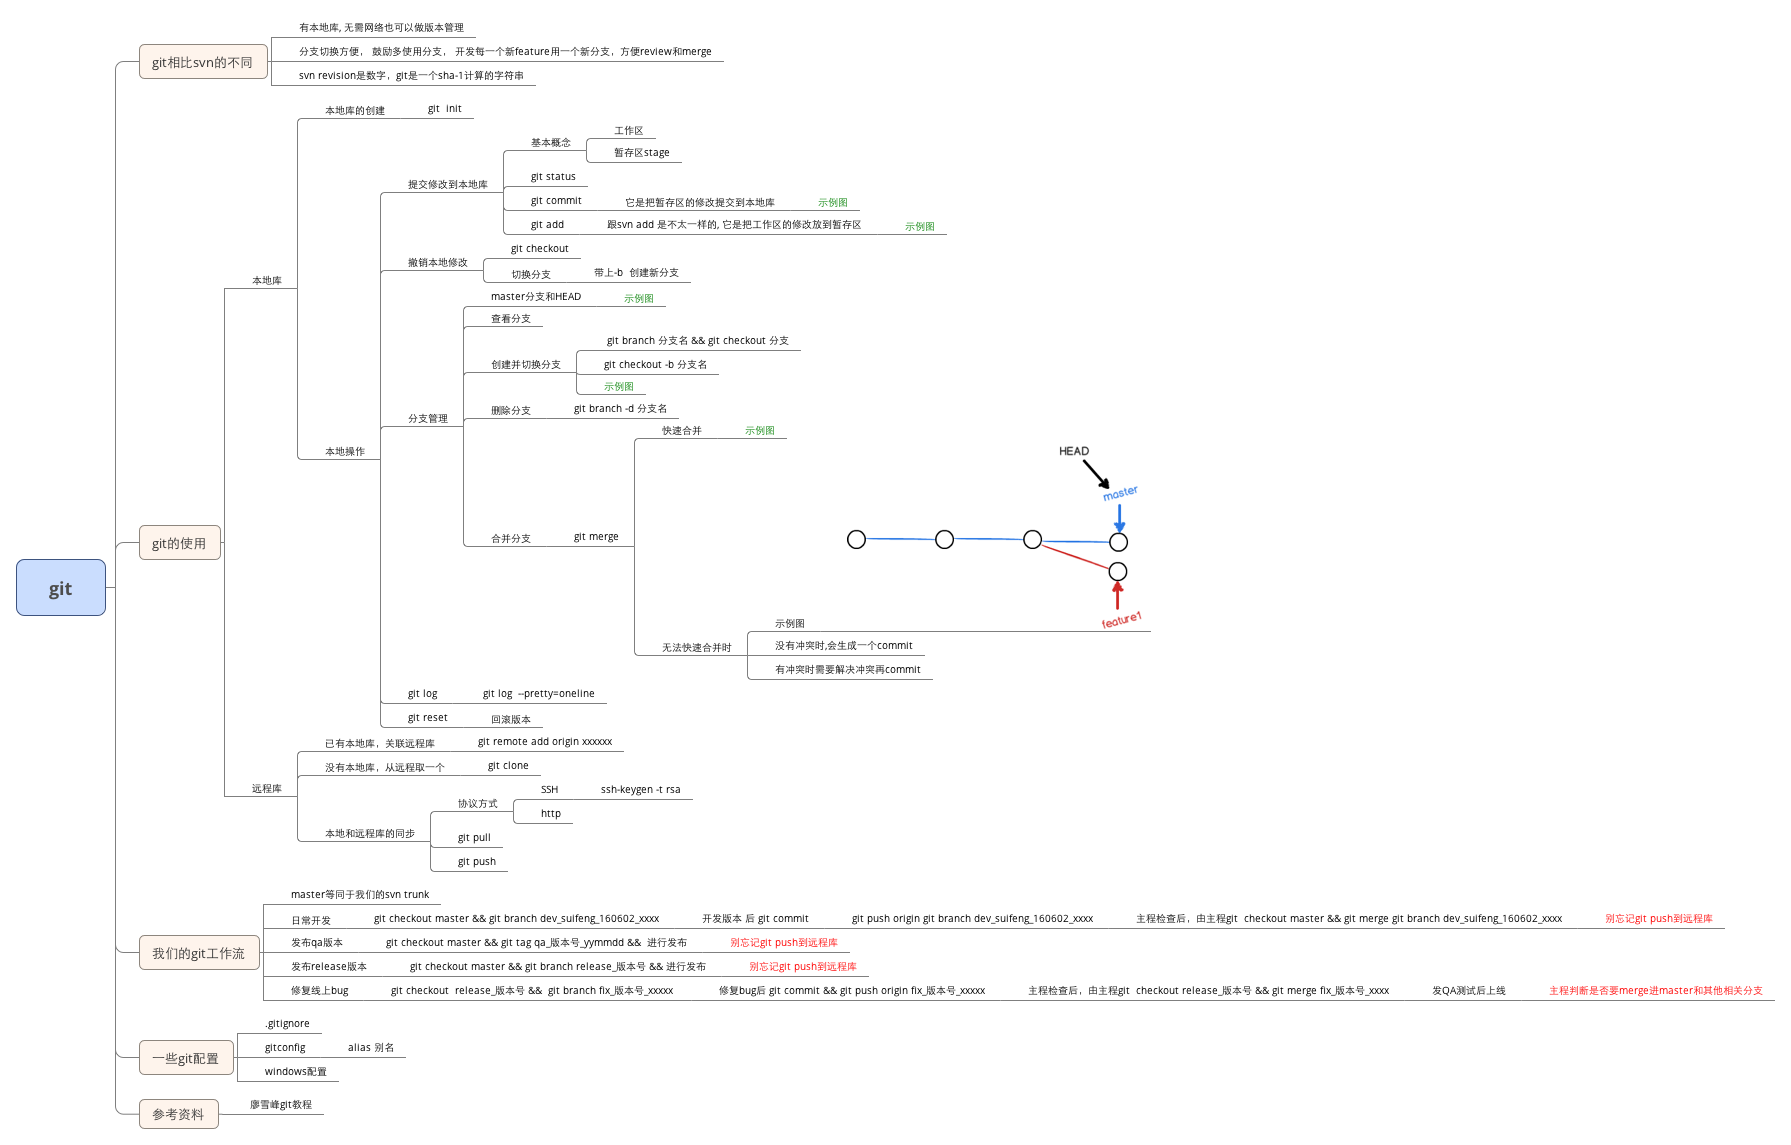 git
git相比svn的不同
有本地库, 无需网络也可以做版本管理
分支切换方便， 鼓励多使用分支， 开发每一个新feature用一个新分支，方便review和merge
svn revision是数字，git是一个sha-1计算的字符串
git的使用
本地库
本地库的创建
git  init
本地操作
提交修改到本地库
基本概念
工作区
暂存区stage
git status
git commit
它是把暂存区的修改提交到本地库
示例图
git add
跟svn add 是不太一样的, 它是把工作区的修改放到暂存区
示例图
撤销本地修改
git checkout
切换分支
带上-b  创建新分支
分支管理
master分支和HEAD
示例图
查看分支
创建并切换分支
git branch 分支名 && git checkout 分支
git checkout -b 分支名
示例图
删除分支
git branch -d 分支名
合并分支
git merge
快速合并
示例图
无法快速合并时
示例图
HEAD
master
feature1
没有冲突时,会生成一个commit
有冲突时需要解决冲突再commit
git log
git log  --pretty=oneline
git reset
回滚版本
远程库
已有本地库，关联远程库
git remote add origin xxxxxx
没有本地库，从远程取一个
git clone
本地和远程库的同步
协议方式
SSH
ssh-keygen -t rsa
http
git pull
git push
我们的git工作流
master等同于我们的svn trunk
日常开发
git checkout master && git branch dev_suifeng_160602_xxxx
开发版本 后 git commit
git push origin git branch dev_suifeng_160602_xxxx
主程检查后，由主程git  checkout master && git merge git branch dev_suifeng_160602_xxxx
别忘记git push到远程库
发布qa版本
git checkout master && git tag qa_版本号_yymmdd &&  进行发布
别忘记git push到远程库
发布release版本
git checkout master && git branch release_版本号 && 进行发布
别忘记git push到远程库
修复线上bug
git checkout  release_版本号 &&  git branch fix_版本号_xxxxx
修复bug后 git commit && git push origin fix_版本号_xxxxx
主程检查后，由主程git  checkout release_版本号 && git merge fix_版本号_xxxx
发QA测试后上线
主程判断是否要merge进master和其他相关分支
一些git配置
.gitignore
gitconfig
alias 别名
windows配置
参考资料
廖雪峰git教程